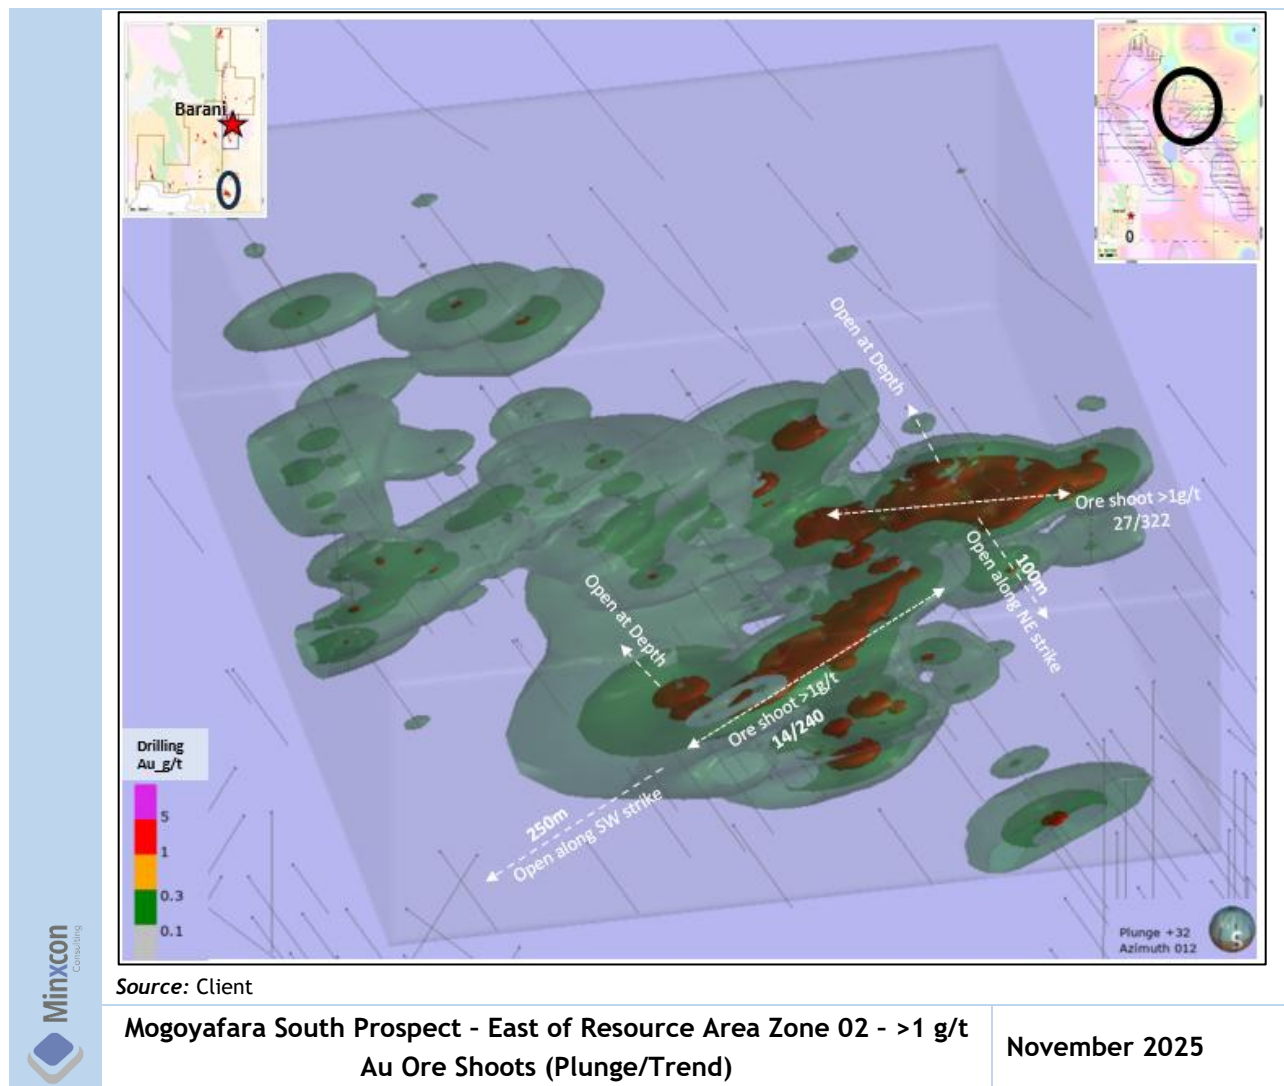 Barani
Open at Depth
Ore shoot >1g/t
27/322
100m
Open along NE strike
Open at Depth
Ore shoot >1g/t
14/240
250m
Open along SW strike
Drilling
Au_g/t
5
1
0.3
0.1
Plunge +32
Azimuth 012
S
Minxcon
Consulting
Source: Client
Mogoyafara South Prospect – East of Resource Area Zone 02 – >1 g/t
Au Ore Shoots (Plunge/Trend)
November 2025